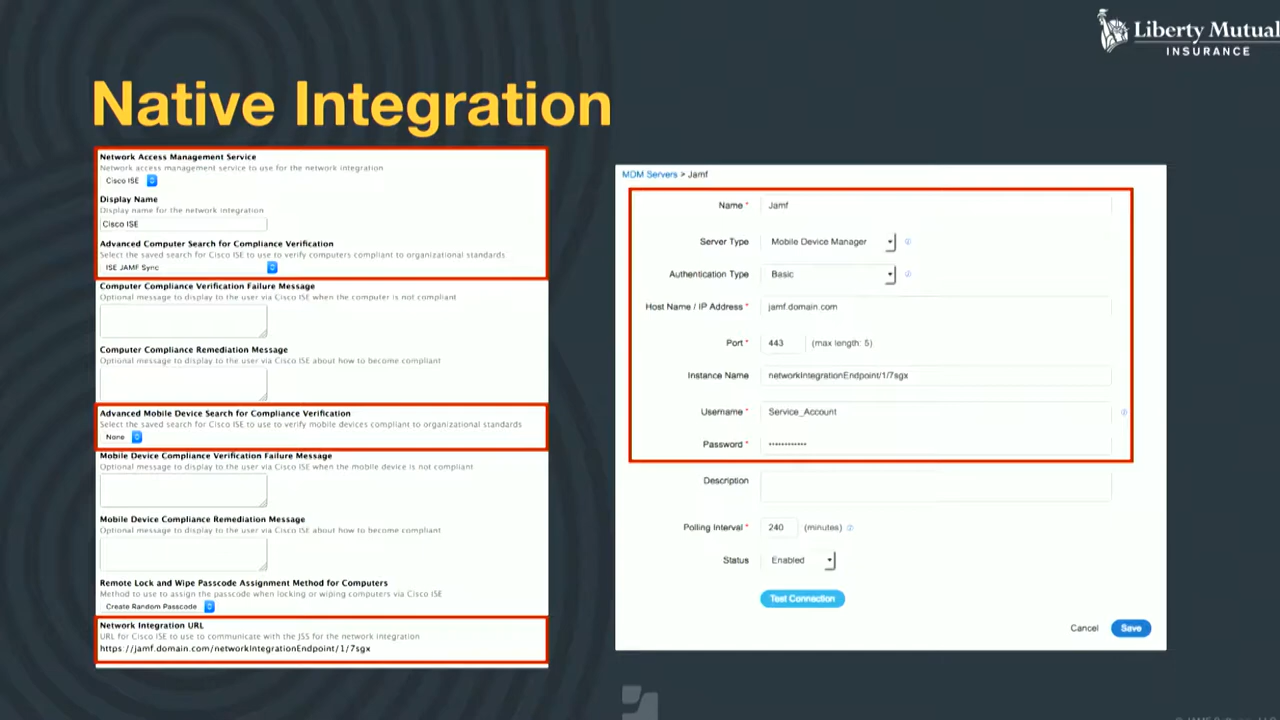 Liberty Mutual
INSURANCE
Native Integration
Network Access Management Service
Network access management service to use for the network integration
Cisco ISE
Display Name
Display name for the network integration
Cisco ISE
Advanced Computer Search for Compliance Verification
Select the saved search for Cisco ISE to use to verify computers compliant to organizational standards
ISE JAMF Sync
Computer Compliance Verification Failure Message
Optional message to display to the user via Cisco ISE when the computer is not compliant
Computer Compliance Remediation Message
Optional message to display to the user via Cisco ISE about how to become compliant
Advanced Mobile Device Search for Compliance Verification
Select the saved search for Cisco ISE to use to verify mobile devices compliant to organizational standards
None
Mobile Device Compliance Verification Failure Message
Optional message to display to the user via Cisco ISE when the mobile device is not compliant
Mobile Device Compliance Remediation Message
Optional message to display to the user via Cisco ISE about how to become compliant
Remote Lock and Wipe Passcode Assignment Method for Computers
Method to use to assign the passcode when locking or wiping computers via Cisco ISE
Create Random Passcode
Network Integration URL
URL for Cisco ISE to use to communicate with the JSS for the network integration
https://jamf.domain.com/networkIntegrationEndpoint/1/7sgx
MDM Servers > Jamf
Name * Jamf
Server Type Mobile Device Manager
Authentication Type Basic
Host Name / IP Address * jamf.domain.com
Port * 443 (max length: 5)
Instance Name networkIntegrationEndpoint/1/7sgx
Username * Service_Account
Password * ••••••••••••
Description
Polling Interval * 240 (minutes)
Status Enabled
Test Connection
Cancel Save